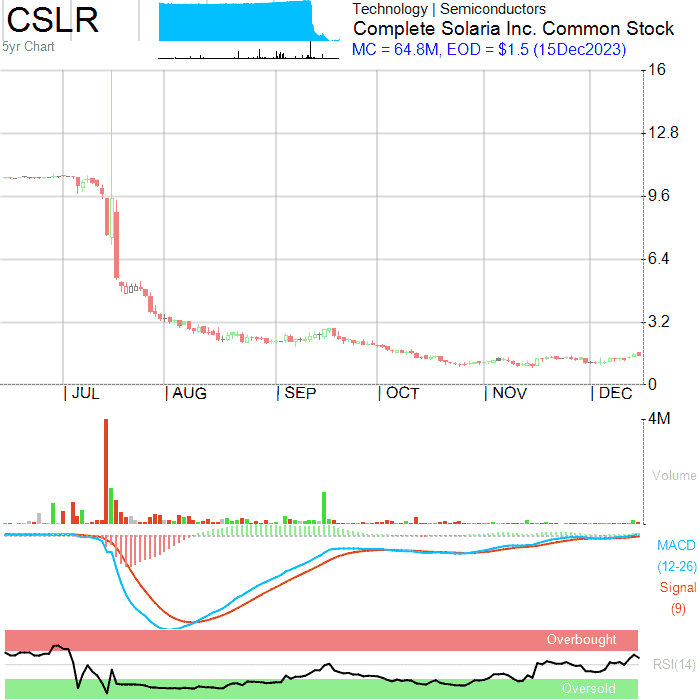 CSLR
5yr Chart
Technology | Semiconductors
Complete Solaria Inc. Common Stock
MC = 64.8M, EOD = $1.5 (15Dec2023)
16
12.8
9.6
6.4
3.2
0
| JUL | AUG | SEP | OCT | NOV | DEC
4M
Volume
MACD
(12-26)
Signal
(9)
Overbought
RSI(14)
Oversold